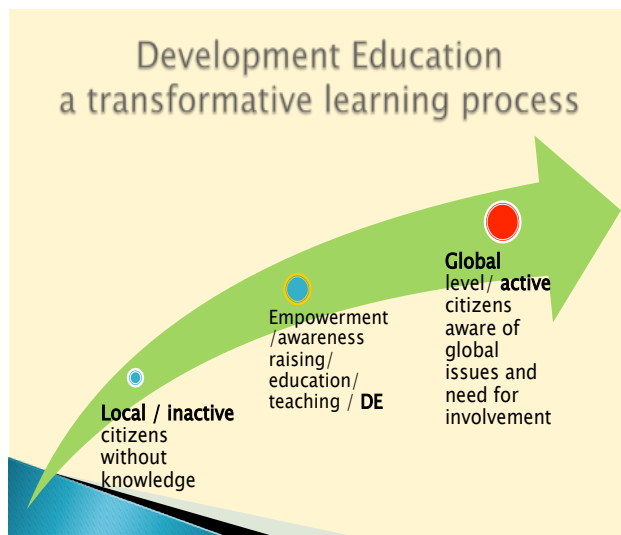 Development Education
a transformative learning process
Global
level/ active
citizens
aware of
global
issues and
need for
involvement
Empowerment
/awareness
raising/
education/
teaching / DE
Local / inactive
citizens
without
knowledge